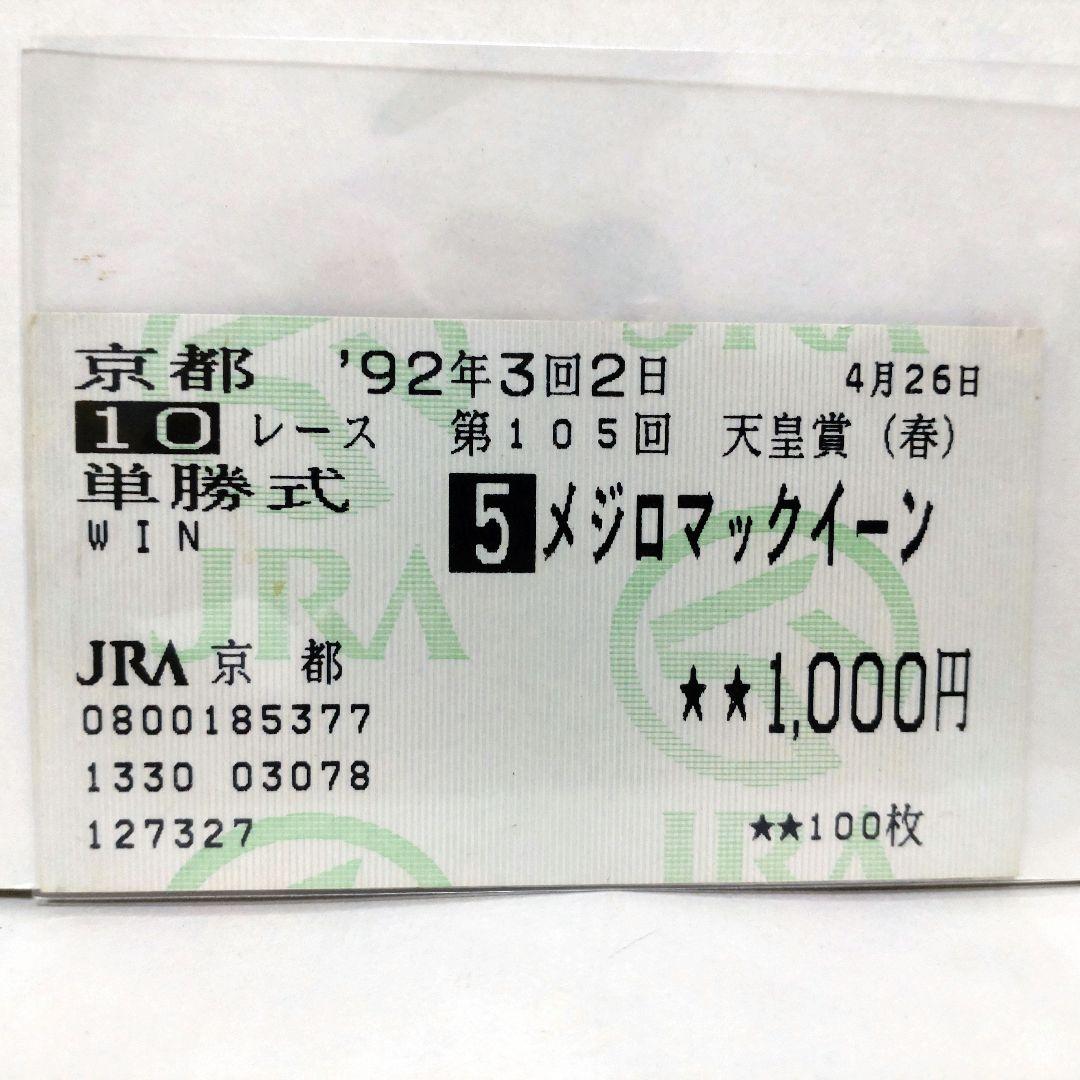 京都 '92年3回2日 4月26日
10 レース 第105回 天皇賞(春)
単勝式
WIN
5 メジロマックイーン
JRA
JRA 京都
★★1,000円
0800185377
1330 03078
★★100枚
127327
JRA
JRA